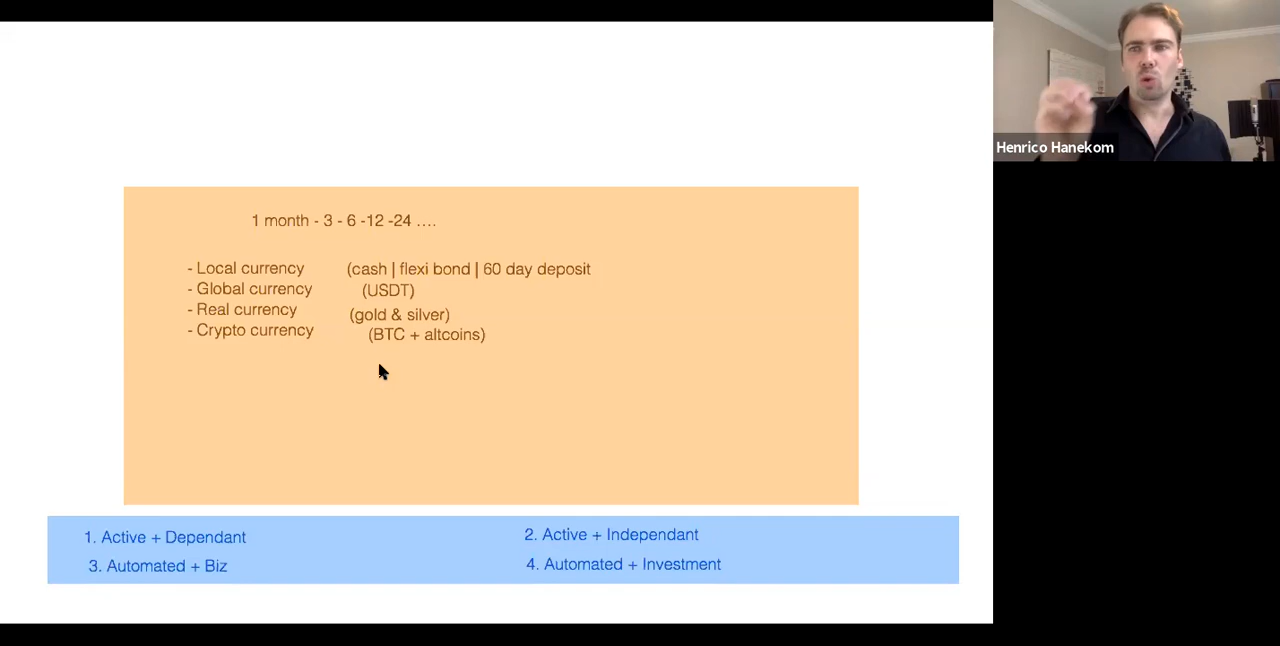 Henrico Hanekom
1 month - 3 - 6 -12 -24 ....
- Local currency (cash | flexi bond | 60 day deposit
- Global currency (USDT)
- Real currency (gold & silver)
- Crypto currency (BTC + altcoins)
1. Active + Dependant 2. Active + Independant
3. Automated + Biz 4. Automated + Investment